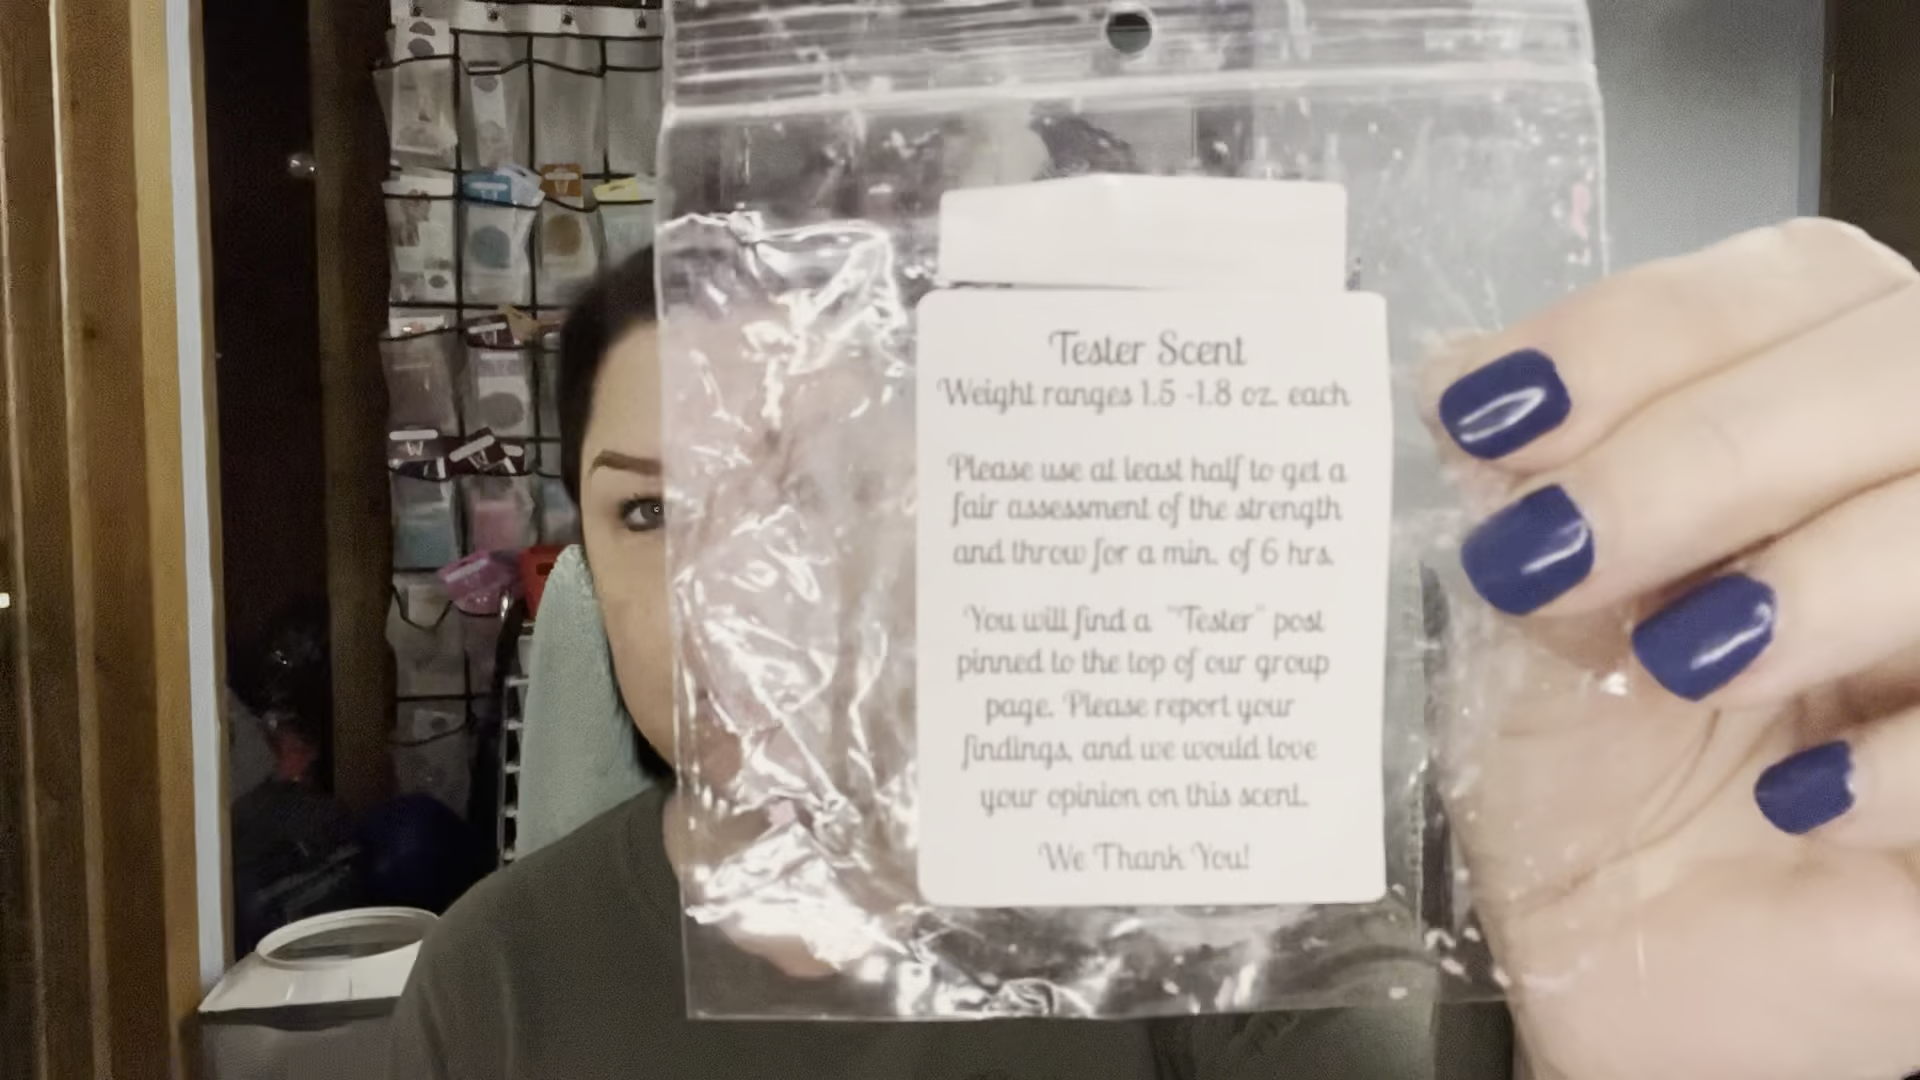 Tester Scent
Weight ranges 1.5 -1.8 oz. each
Please use at least half to get a
fair assessment of the strength
and throw for a min. of 6 hrs.
You will find a "Tester" post
pinned to the top of our group
page. Please report your
findings, and we would love
your opinion on this scent.
We Thank You!